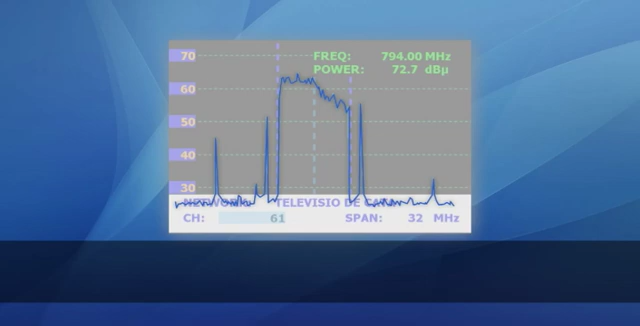 70
FREQ: 794.00 MHz
POWER: 72.7 dBµ
60
50
40
30
TELEVISIO DE
CH: 61 SPAN: 32 MHz